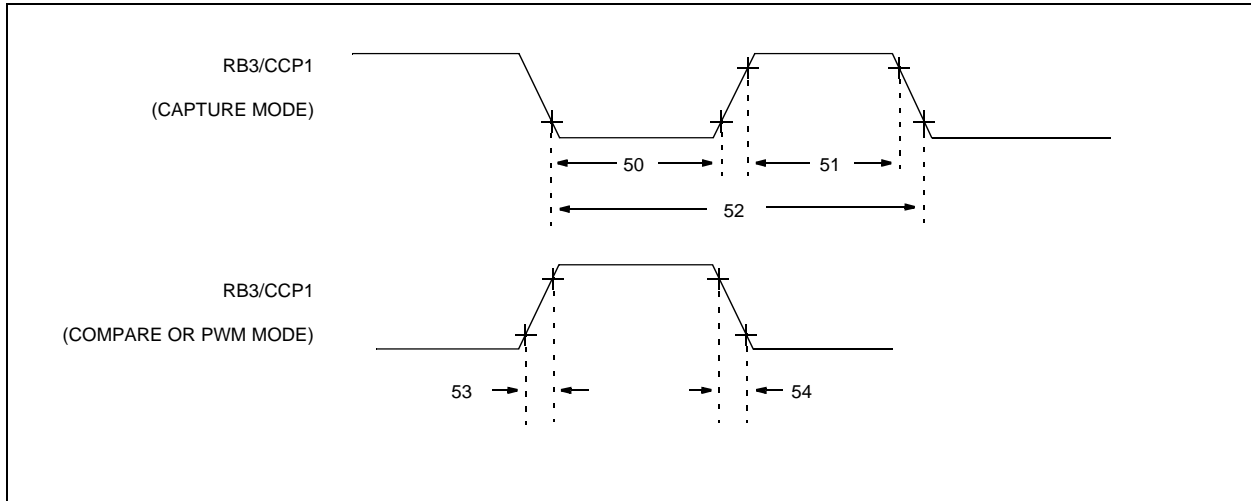 RB3/CCP1
(CAPTURE MODE)
50
51
52
RB3/CCP1
(COMPARE OR PWM MODE)
53
54